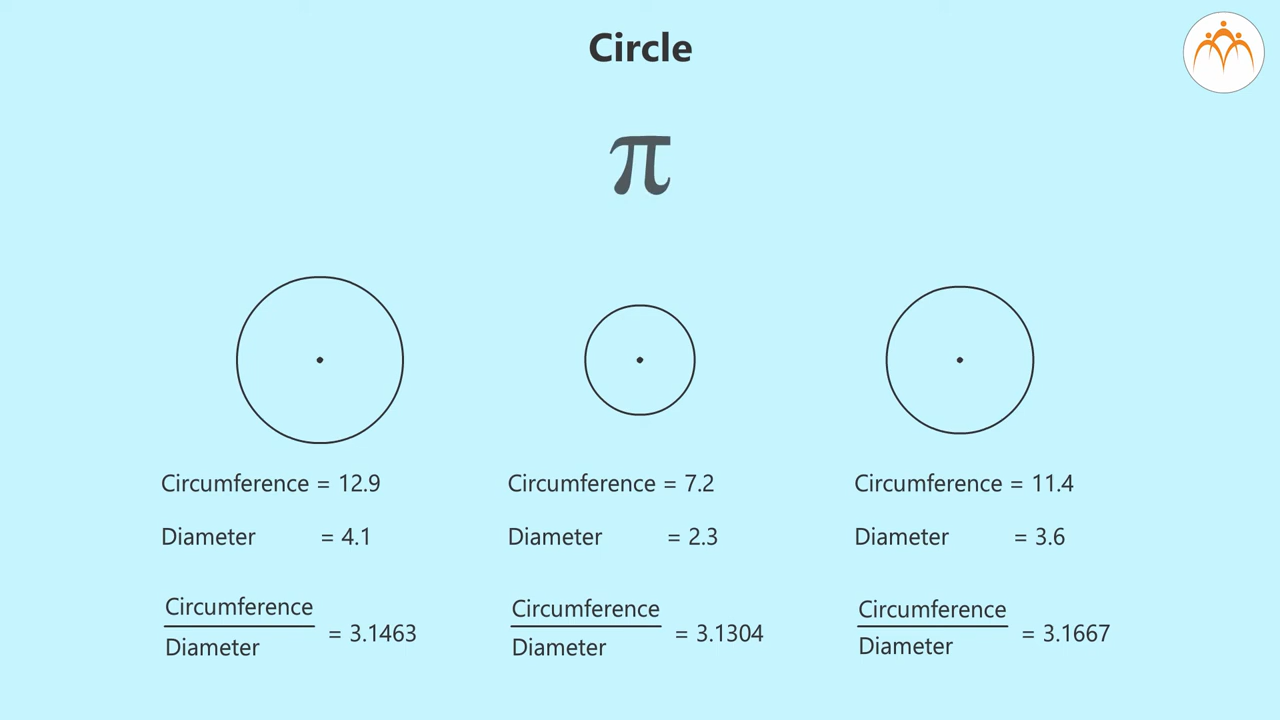 Circle
π
Circumference = 12.9
Diameter = 4.1
Circumference
Diameter
= 3.1463
Circumference = 7.2
Diameter = 2.3
Circumference
Diameter
= 3.1304
Circumference = 11.4
Diameter = 3.6
Circumference
Diameter
= 3.1667